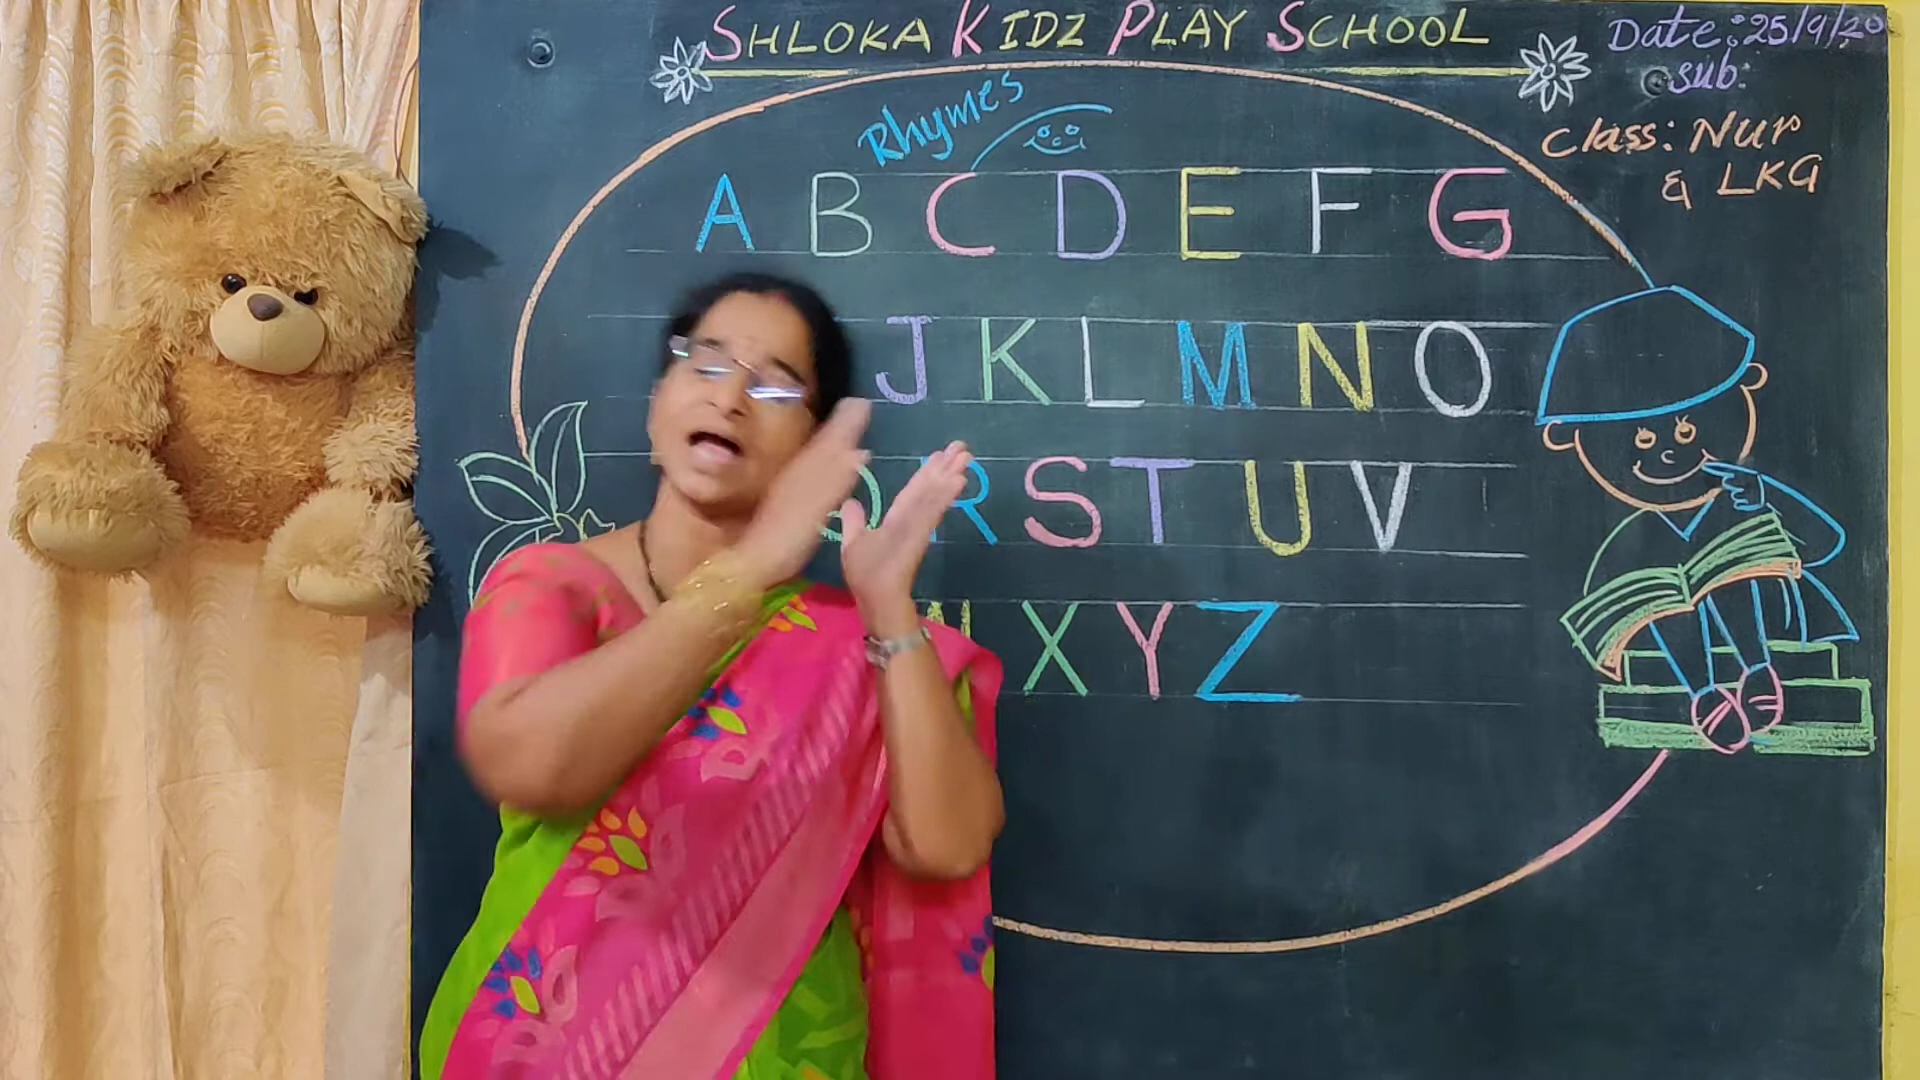 SHLOKA KIDZ PLAY SCHOOL
Date: 25/9/20
Sub:
Class: Nur
& LKG
Rhymes
A B C D E F G
J K L M N O
Q R S T U V
X Y Z